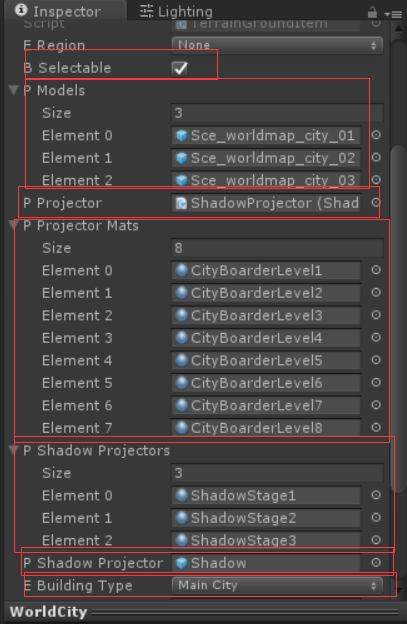 Inspector Lighting
Script TerrainGroundItem
E Region None
B Selectable
P Models
Size 3
Element 0 Sce_worldmap_city_01
Element 1 Sce_worldmap_city_02
Element 2 Sce_worldmap_city_03
P Projector ShadowProjector (Shad
P Projector Mats
Size 8
Element 0 CityBoarderLevel1
Element 1 CityBoarderLevel2
Element 2 CityBoarderLevel3
Element 3 CityBoarderLevel4
Element 4 CityBoarderLevel5
Element 5 CityBoarderLevel6
Element 6 CityBoarderLevel7
Element 7 CityBoarderLevel8
P Shadow Projectors
Size 3
Element 0 ShadowStage1
Element 1 ShadowStage2
Element 2 ShadowStage3
P Shadow Projector Shadow
E Building Type Main City
WorldCity